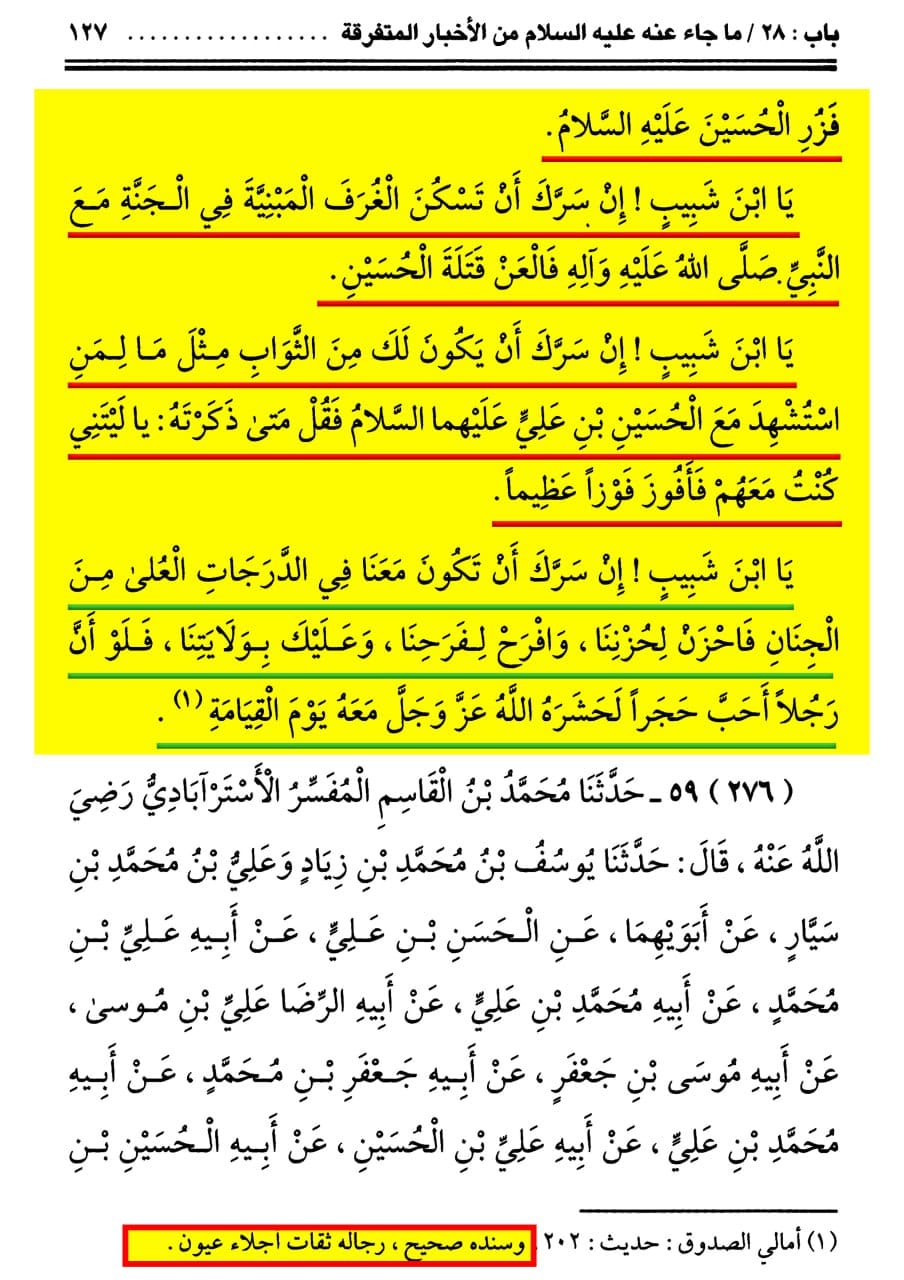 باب : ٢٨ / ما جاء عنه عليه السلام من الأخبار المتفرقة .................. ١٢٧
فَزُرِ الْحُسَيْنَ عَلَيْهِ السَّلامُ.
يَا ابْنَ شَبِيبٍ ! إِنْ سَرَّكَ أَنْ تَسْكُنَ الْغُرَفَ الْمَبْنِيَّةَ فِي الْجَنَّةِ مَعَ
النَّبِيِّ صَلَّى اللهُ عَلَيْهِ وَآلِهِ فَالْعَنْ قَتَلَةَ الْحُسَيْنِ.
يَا ابْنَ شَبِيبٍ ! إِنْ سَرَّكَ أَنْ يَكُونَ لَكَ مِنَ الثَّوَابِ مِثْلَ مَا لِمَنِ
اسْتُشْهِدَ مَعَ الْحُسَيْنِ بْنِ عَلِيٍّ عَلَيْهِما السَّلامُ فَقُلْ مَتىٰ ذَكَرْتَهُ: يا لَيْتَنِي
كُنْتُ مَعَهُمْ فَأَفُوزَ فَوْزاً عَظِيماً.
يَا ابْنَ شَبِيبٍ ! إِنْ سَرَّكَ أَنْ تَكُونَ مَعَنَا فِي الدَّرَجَاتِ الْعُلىٰ مِنَ
الْجِنَانِ فَاحْزَنْ لِحُزْنِنَا ، وَافْرَحْ لِفَرَحِنَا ، وَعَلَيْكَ بِوَلَايَتِنَا ، فَلَوْ أَنَّ
رَجُلاً أَحَبَّ حَجَراً لَحَشَرَهُ اللَّهُ عَزَّ وَجَلَّ مَعَهُ يَوْمَ الْقِيَامَةِ (١) .
( ٢٧٦ ) ٥٩ ـ حَدَّثَنَا مُحَمَّدُ بْنُ الْقَاسِمِ الْمُفَسِّرُ الْأَسْتَرْآبَادِيُّ رَضِيَ
اللَّهُ عَنْهُ ، قَالَ : حَدَّثَنَا يُوسُفُ بْنُ مُحَمَّدِ بْنِ زِيَادٍ وَعَلِيُّ بْنُ مُحَمَّدِ بْنِ
سَيَّارٍ ، عَنْ أَبَوَيْهِمَا ، عَنِ الْحَسَنِ بْنِ عَلِيٍّ ، عَنْ أَبِيهِ عَلِيِّ بْنِ
مُحَمَّدٍ ، عَنْ أَبِيهِ مُحَمَّدِ بْنِ عَلِيٍّ ، عَنْ أَبِيهِ الرِّضَا عَلِيِّ بْنِ مُوسىٰ ،
عَنْ أَبِيهِ مُوسَى بْنِ جَعْفَرٍ ، عَنْ أَبِيهِ جَعْفَرِ بْنِ مُحَمَّدٍ ، عَنْ أَبِيهِ
مُحَمَّدِ بْنِ عَلِيٍّ ، عَنْ أَبِيهِ عَلِيِّ بْنِ الْحُسَيْنِ ، عَنْ أَبِيهِ الْحُسَيْنِ بْنِ
(١) أمالي الصدوق : حديث : ٢٠٢ . وسنده صحيح ، رجاله ثقات أجلاء عيون .